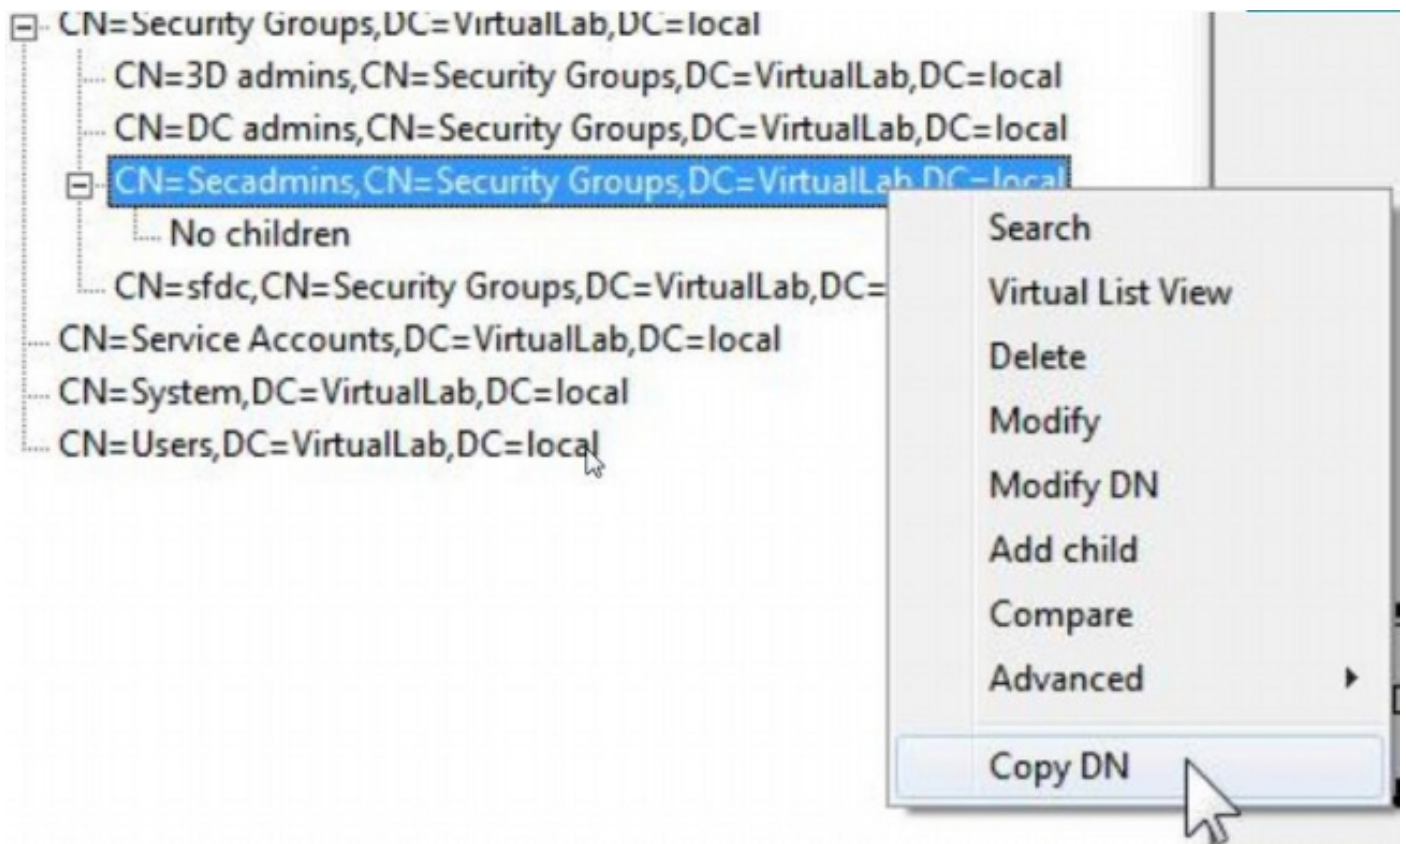 CN=Security Groups,DC=VirtualLab,DC=local
CN=3D admins,CN=Security Groups,DC=VirtualLab,DC=local
CN=DC admins,CN=Security Groups,DC=VirtualLab,DC=local
CN=Secadmins,CN=Security Groups,DC=VirtualLab,DC=local
No children
CN=sfdc,CN=Security Groups,DC=VirtualLab,DC=
CN=Service Accounts,DC=VirtualLab,DC=local
CN=System,DC=VirtualLab,DC=local
CN=Users,DC=VirtualLab,DC=local
Search
Virtual List View
Delete
Modify
Modify DN
Add child
Compare
Advanced
Copy DN